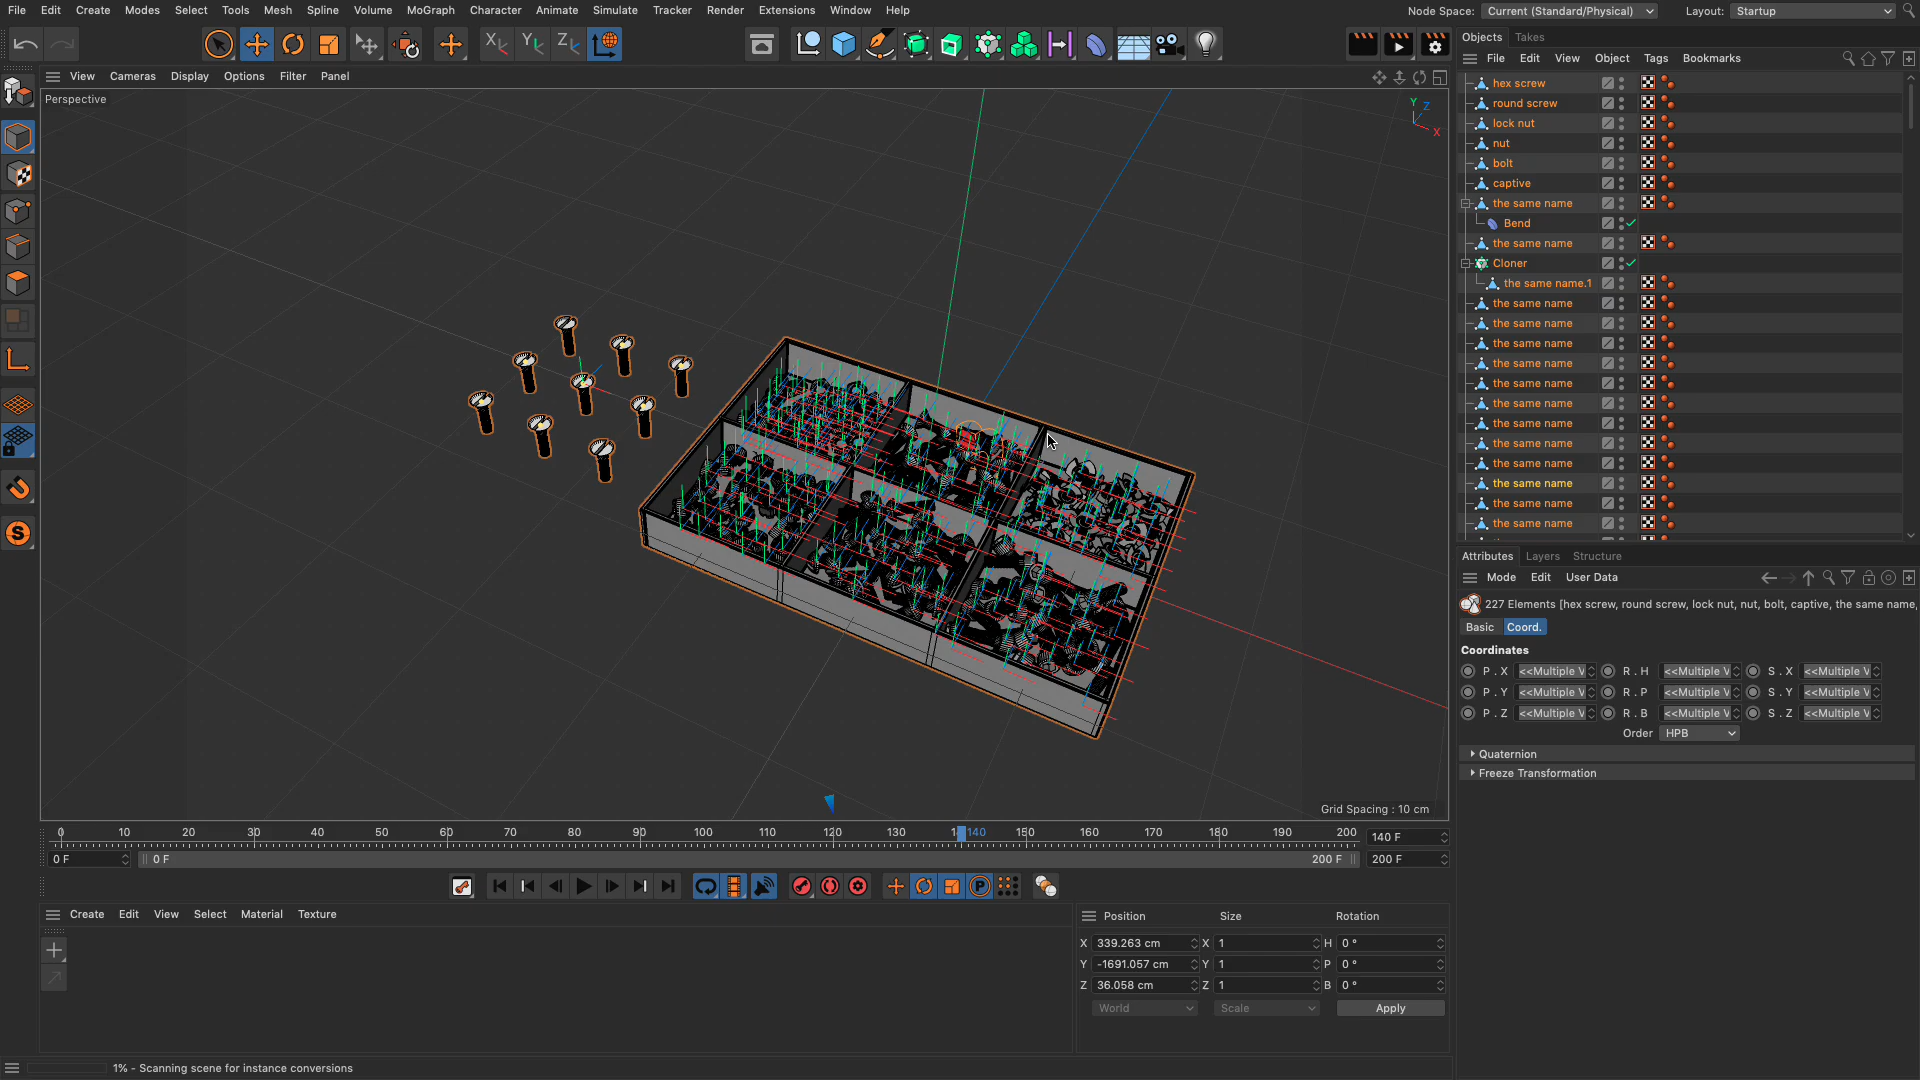 File Edit Create Modes Select Tools Mesh Spline Volume MoGraph Character Animate Simulate Tracker Render Extensions Window Help
Node Space: Current (Standard/Physical) Layout: Startup
X Y Z
Objects Takes
File Edit View Object Tags Bookmarks
View Cameras Display Options Filter Panel
Perspective
Y Z
X
hex screw
round screw
lock nut
nut
bolt
captive
the same name
Bend
the same name
Cloner
the same name.1
the same name
the same name
the same name
the same name
the same name
the same name
the same name
the same name
the same name
the same name
the same name
the same name
Attributes Layers Structure
Mode Edit User Data
227 Elements [hex screw, round screw, lock nut, nut, bolt, captive, the same name,
Basic Coord.
Coordinates
P . X <<Multiple V R . H <<Multiple V S . X <<Multiple V
P . Y <<Multiple V R . P <<Multiple V S . Y <<Multiple V
P . Z <<Multiple V R . B <<Multiple V S . Z <<Multiple V
Order HPB
Quaternion
Freeze Transformation
Grid Spacing : 10 cm
0 10 20 30 40 50 60 70 80 90 100 110 120 130 140 150 160 170 180 190 200
140 F
0 F 0 F 200 F 200 F
P
Create Edit View Select Material Texture
Position Size Rotation
X 339.263 cm X 1 H 0 °
Y -1691.057 cm Y 1 P 0 °
Z 36.058 cm Z 1 B 0 °
World Scale Apply
1% - Scanning scene for instance conversions